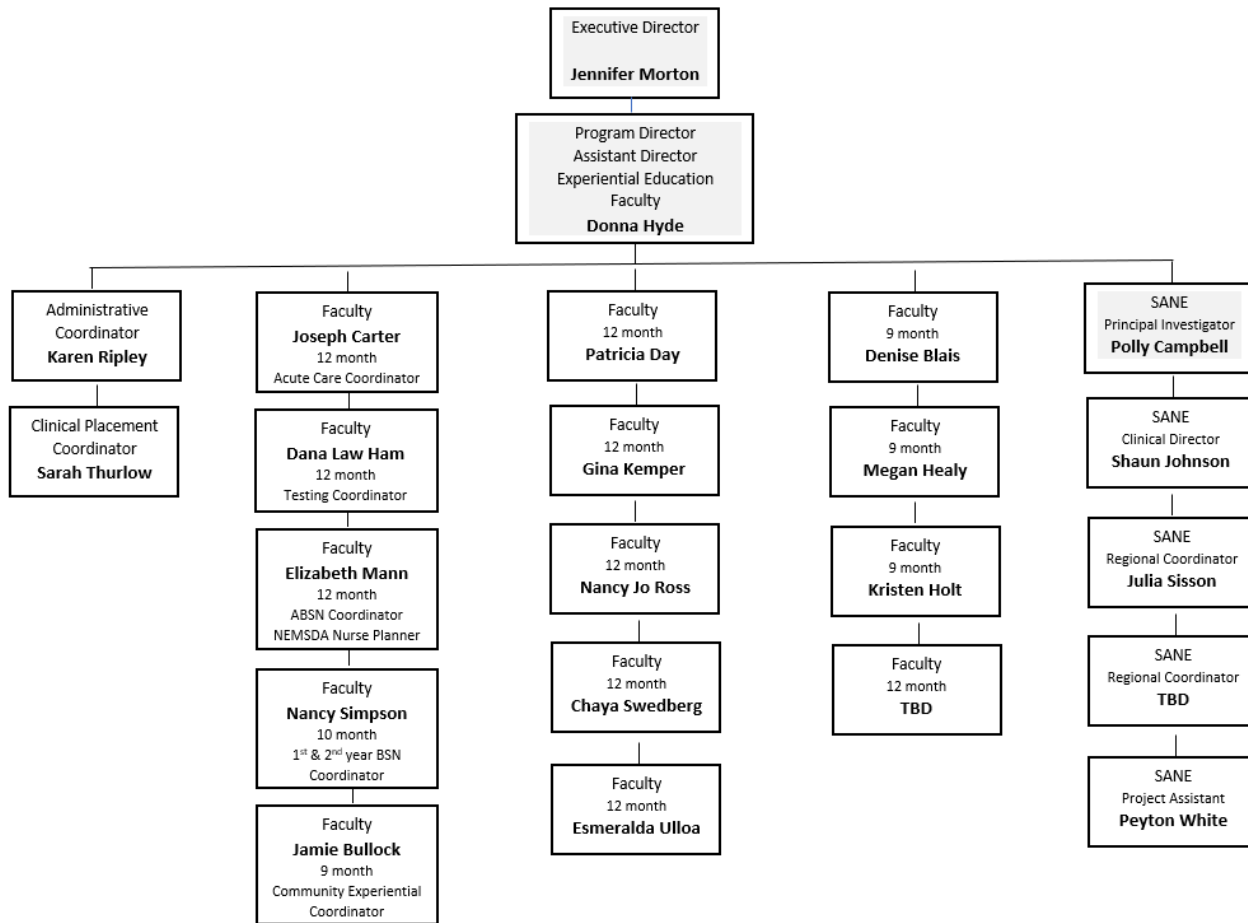 Executive Director
Jennifer Morton
Program Director
Assistant Director
Experiential Education
Faculty
Donna Hyde
Administrative
Coordinator
Karen Ripley
Clinical Placement
Coordinator
Sarah Thurlow
Faculty
Joseph Carter
12 month
Acute Care Coordinator
Faculty
Dana Law Ham
12 month
Testing Coordinator
Faculty
Elizabeth Mann
12 month
ABSN Coordinator
NEMSDA Nurse Planner
Faculty
Nancy Simpson
10 month
1st & 2nd year BSN
Coordinator
Faculty
Jamie Bullock
9 month
Community Experiential
Coordinator
Faculty
12 month
Patricia Day
Faculty
12 month
Gina Kemper
Faculty
12 month
Nancy Jo Ross
Faculty
12 month
Chaya Swedberg
Faculty
12 month
Esmeralda Ulloa
Faculty
9 month
Denise Blais
Faculty
9 month
Megan Healy
Faculty
9 month
Kristen Holt
Faculty
12 month
TBD
SANE
Principal Investigator
Polly Campbell
SANE
Clinical Director
Shaun Johnson
SANE
Regional Coordinator
Julia Sisson
SANE
Regional Coordinator
TBD
SANE
Project Assistant
Peyton White